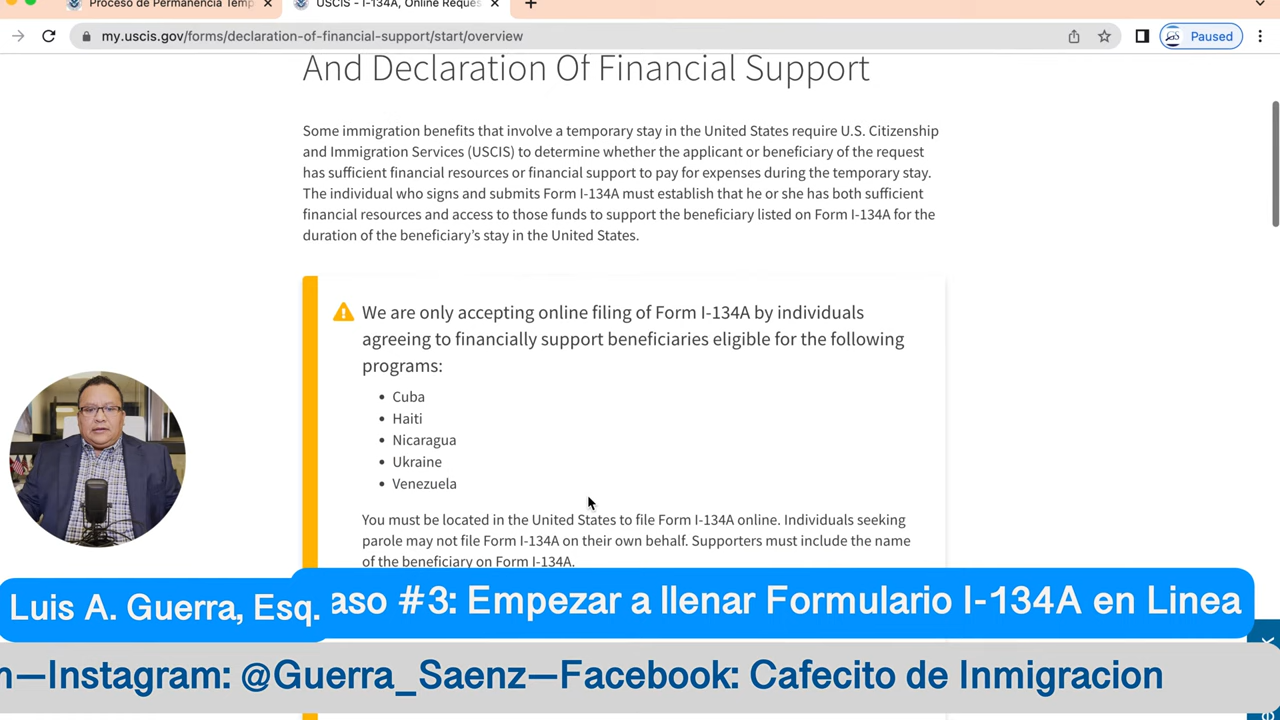 Proceso de Permanencia Temp
USCIS - I-134A, Online Reques
my.uscis.gov/forms/declaration-of-financial-support/start/overview
Paused
And Declaration Of Financial Support
Some immigration benefits that involve a temporary stay in the United States require U.S. Citizenship
and Immigration Services (USCIS) to determine whether the applicant or beneficiary of the request
has sufficient financial resources or financial support to pay for expenses during the temporary stay.
The individual who signs and submits Form I-134A must establish that he or she has both sufficient
financial resources and access to those funds to support the beneficiary listed on Form I-134A for the
duration of the beneficiary's stay in the United States.
We are only accepting online filing of Form I-134A by individuals
agreeing to financially support beneficiaries eligible for the following
programs:
• Cuba
• Haiti
• Nicaragua
• Ukraine
• Venezuela
You must be located in the United States to file Form I-134A online. Individuals seeking
parole may not file Form I-134A on their own behalf. Supporters must include the name
of the beneficiary on Form I-134A.
aso #3: Empezar a llenar Formulario I-134A en Linea
Luis A. Guerra, Esq.
m—Instagram: @Guerra_Saenz—Facebook: Cafecito de Inmigracion